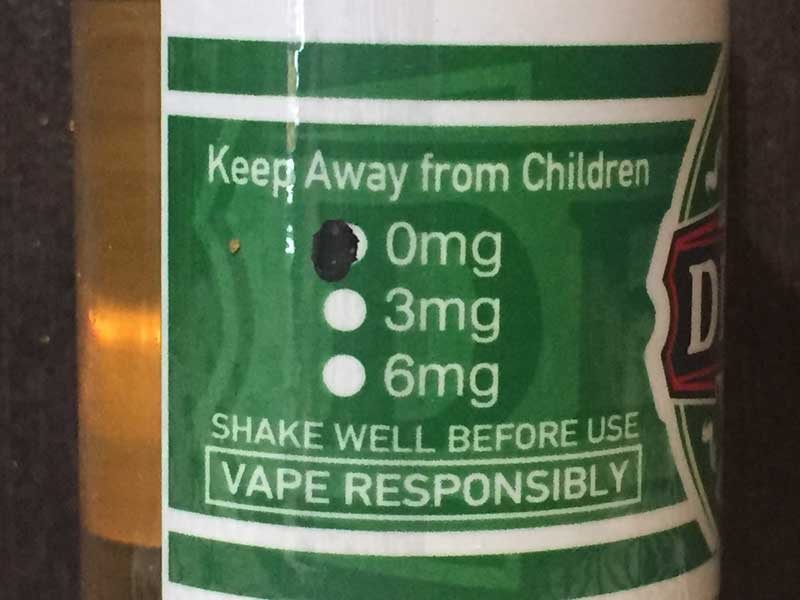 Keep Away from Children
0mg
3mg
6mg
SHAKE WELL BEFORE USE
VAPE RESPONSIBLY